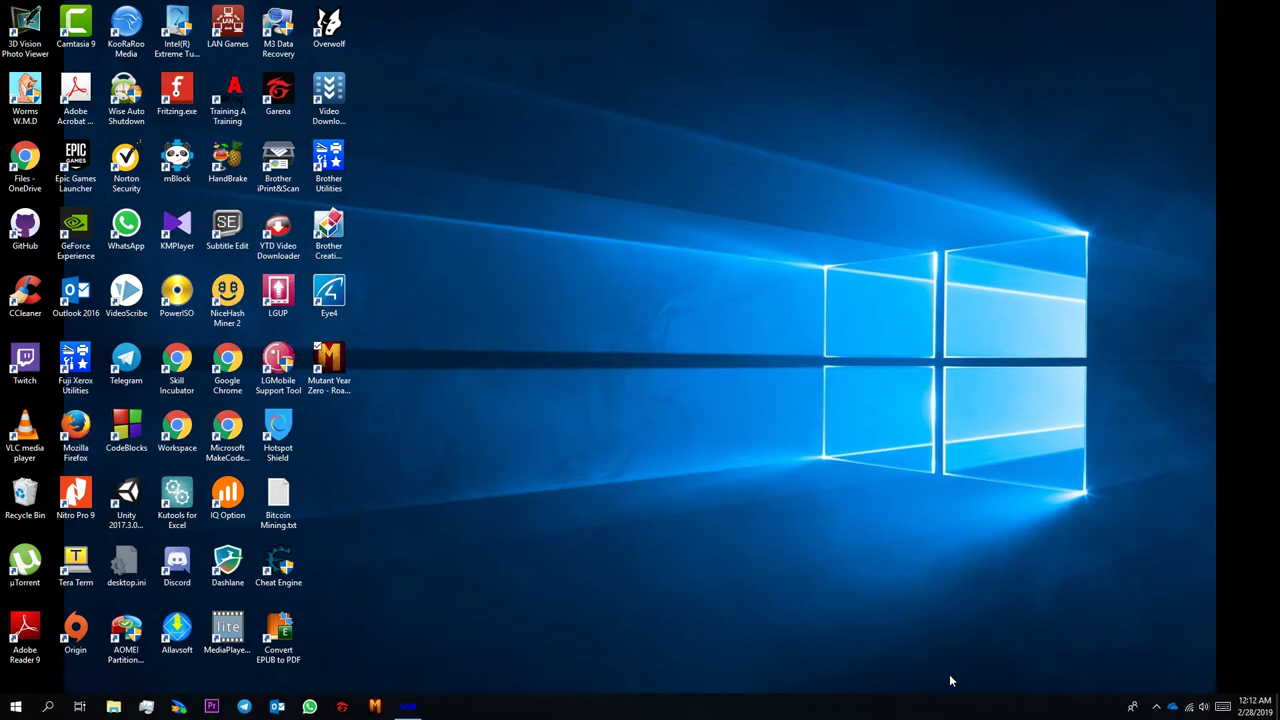 3D Vision
Photo Viewer
Camtasia 9
KooRaRoo
Media
Intel(R)
Extreme Tu...
LAN Games
M3 Data
Recovery
Overwolf
Worms
W.M.D
Adobe
Acrobat ...
Wise Auto
Shutdown
Fritzing.exe
Training A
Training
Garena
Video
Downlo...
Files -
OneDrive
EPIC
GAMES
Epic Games
Launcher
Norton
Security
mBlock
HandBrake
Brother
iPrint&Scan
Brother
Utilities
GitHub
GeForce
Experience
WhatsApp
KMPlayer
SE
Subtitle Edit
YTD Video
Downloader
Brother
Creati...
CCleaner
Outlook 2016
VideoScribe
PowerISO
NiceHash
Miner 2
LGUP
Eye4
Twitch
Fuji Xerox
Utilities
Telegram
Skill
Incubator
Google
Chrome
LGMobile
Support Tool
Mutant Year
Zero - Roa...
VLC media
player
Mozilla
Firefox
CodeBlocks
Workspace
Microsoft
MakeCode...
Hotspot
Shield
Recycle Bin
Nitro Pro 9
Unity
2017.3.0...
Kutools for
Excel
IQ Option
Bitcoin
Mining.txt
µTorrent
Tera Term
desktop.ini
Discord
Dashlane
Cheat Engine
Adobe
Reader 9
Origin
AOMEI
Partition...
Allavsoft
lite
MediaPlaye...
Convert
EPUB to PDF
Pr
12:12 AM
2/28/2019